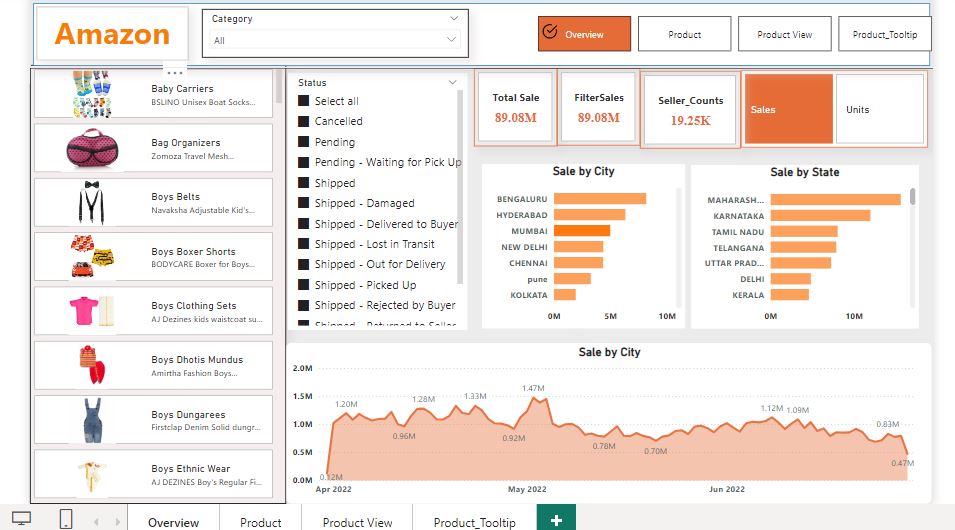 Amazon
Category
All
Overview
Product
Product View
Product_Tooltip
Baby Carriers
BSLINO Unisex Boat Socks...
Bag Organizers
Zomoza Travel Mesh...
Boys Belts
Navaksha Adjustable Kid's...
Boys Boxer Shorts
BODYCARE Boxer for Boys...
Boys Clothing Sets
AJ Dezines kids waistcoat su...
Boys Dhotis Mundus
Amirtha Fashion Boys...
Boys Dungarees
Firstclap Denim Solid dungr...
Boys Ethnic Wear
AJ DEZINES Boy's Regular Fi...
Status
Select all
Cancelled
Pending
Pending - Waiting for Pick Up
Shipped
Shipped - Damaged
Shipped - Delivered to Buyer
Shipped - Lost in Transit
Shipped - Out for Delivery
Shipped - Picked Up
Shipped - Rejected by Buyer
Shipped - Returned to Seller
Total Sale
89.08M
FilterSales
89.08M
Seller_Counts
19.25K
Sales
Units
Sale by City
BENGALURU
HYDERABAD
MUMBAI
NEW DELHI
CHENNAI
pune
KOLKATA
0M 5M 10M
Sale by State
MAHARASH...
KARNATAKA
TAMIL NADU
TELANGANA
UTTAR PRAD...
DELHI
KERALA
0M 10M
Sale by City
2.0M
1.5M
1.0M
0.5M
0.0M
0.12M
1.20M
0.96M
1.28M
1.33M
0.92M
1.47M
0.78M
0.70M
1.12M
1.09M
0.83M
0.47M
Apr 2022 May 2022 Jun 2022
Overview
Product
Product View
Product_Tooltip
+